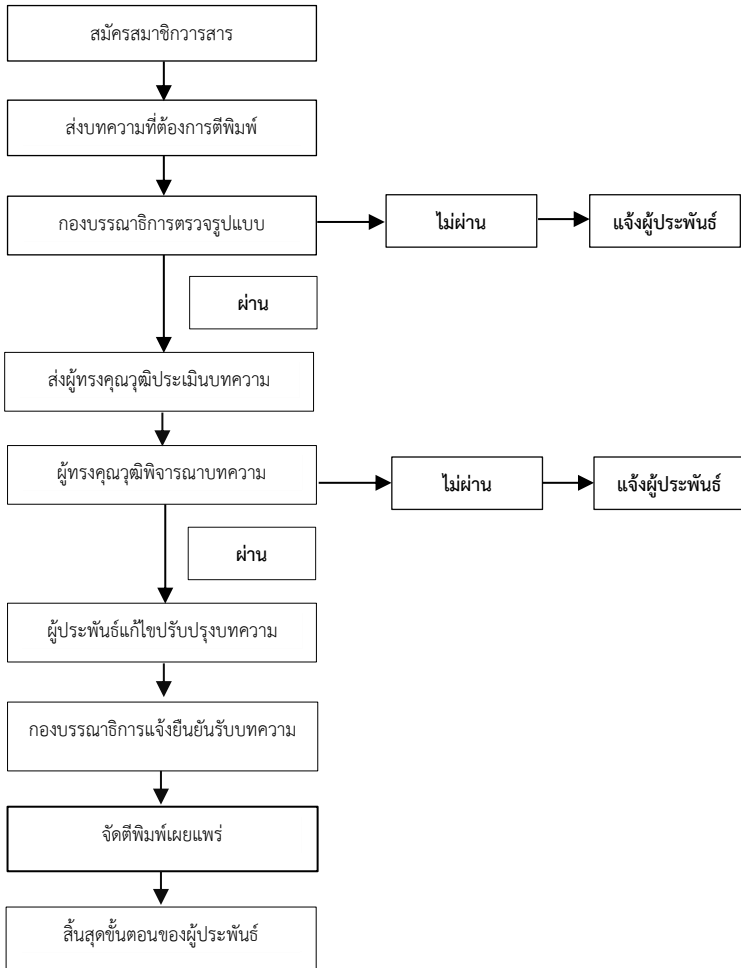 สมัครสมาชิกวารสาร
ส่งบทความที่ต้องการตีพิมพ์
กองบรรณาธิการตรวจรูปแบบ
ไม่ผ่าน
แจ้งผู้ประพันธ์
ผ่าน
ส่งผู้ทรงคุณวุฒิประเมินบทความ
ผู้ทรงคุณวุฒิพิจารณาบทความ
ไม่ผ่าน
แจ้งผู้ประพันธ์
ผ่าน
ผู้ประพันธ์แก้ไขปรับปรุงบทความ
กองบรรณาธิการแจ้งยืนยันรับบทความ
จัดตีพิมพ์เผยแพร่
สิ้นสุดขั้นตอนของผู้ประพันธ์